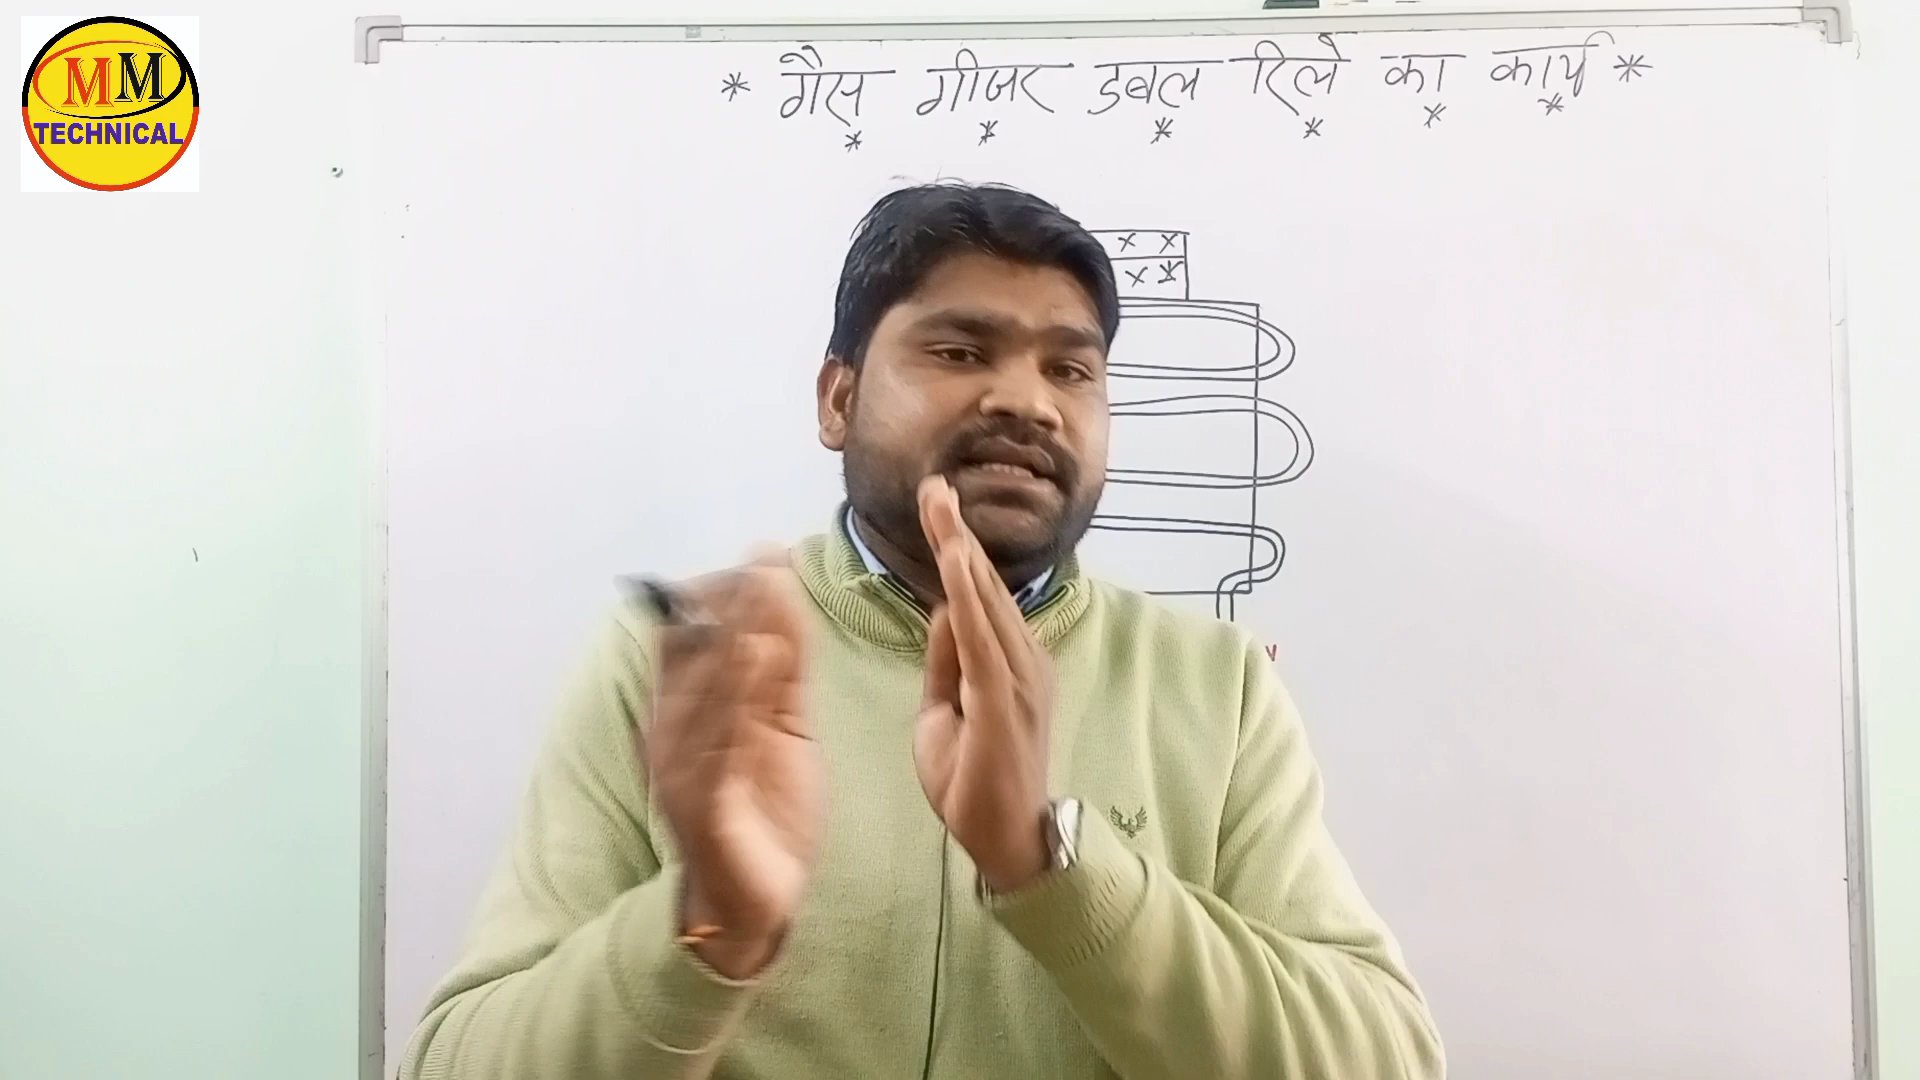 MM
TECHNICAL
* गैस गीजर डबल रिले का कार्य *
* * * * * *
x x
x x
v